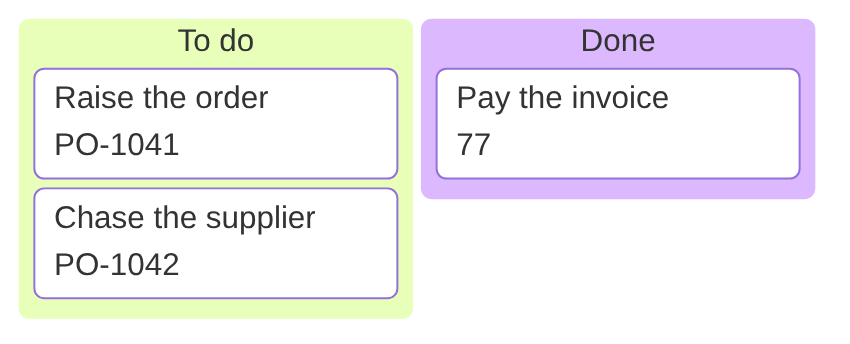 To do
Raise the order
PO-1041
Chase the supplier
PO-1042
Done
Pay the invoice
77